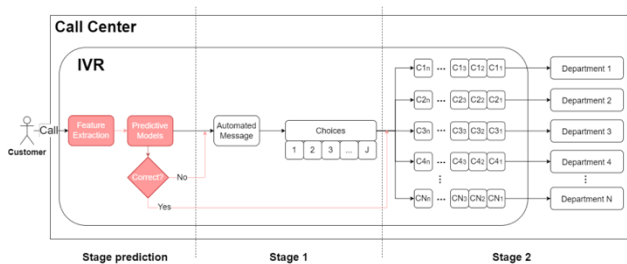 Call Center
IVR
Customer
Call
Feature
Extraction
Predictive
Models
Correct?
No
Yes
Automated
Message
Choices
1 2 3 ... J
C1n ... C13 C12 C11
Department 1
C2n ... C23 C22 C21
Department 2
C3n ... C33 C32 C31
Department 3
C4n ... C43 C42 C41
Department 4
CNn ... CN3 CN2 CN1
Department N
Stage prediction
Stage 1
Stage 2